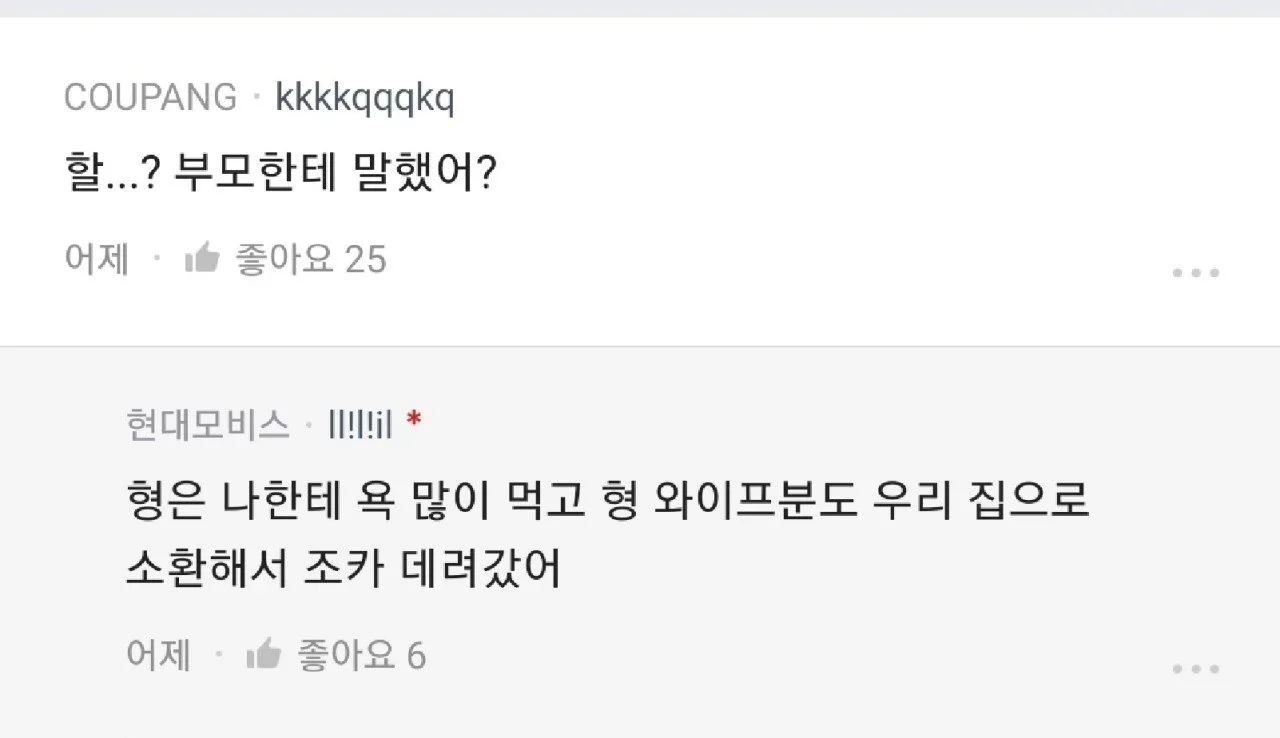 COUPANG · kkkkqqqkq
할...? 부모한테 말했어?
어제 · 좋아요 25
현대모비스 · ll!l!il *
형은 나한테 욕 많이 먹고 형 와이프분도 우리 집으로
소환해서 조카 데려갔어
어제 · 좋아요 6